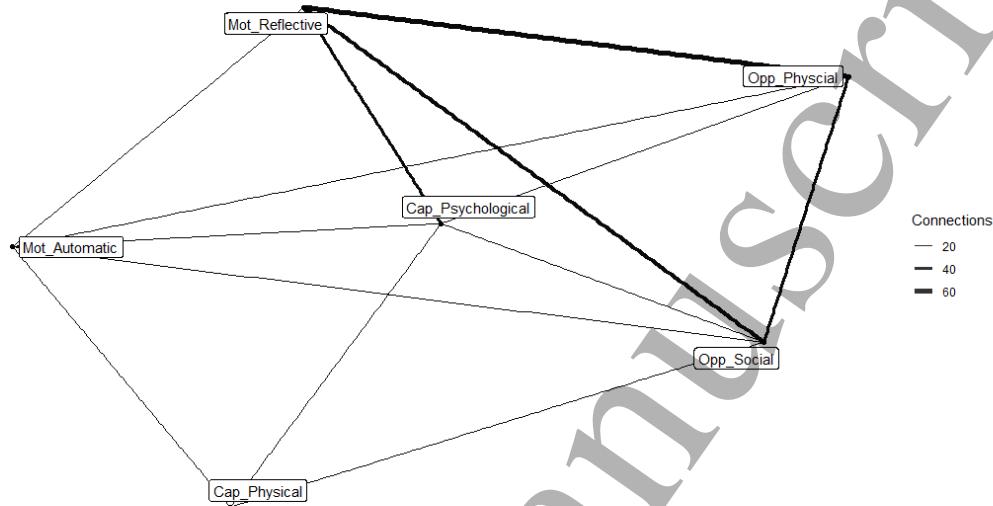 Mot_Reflective
Opp_Physcial
Cap_Psychological
Mot_Automatic
Opp_Social
Cap_Physical
Connections
20
40
60